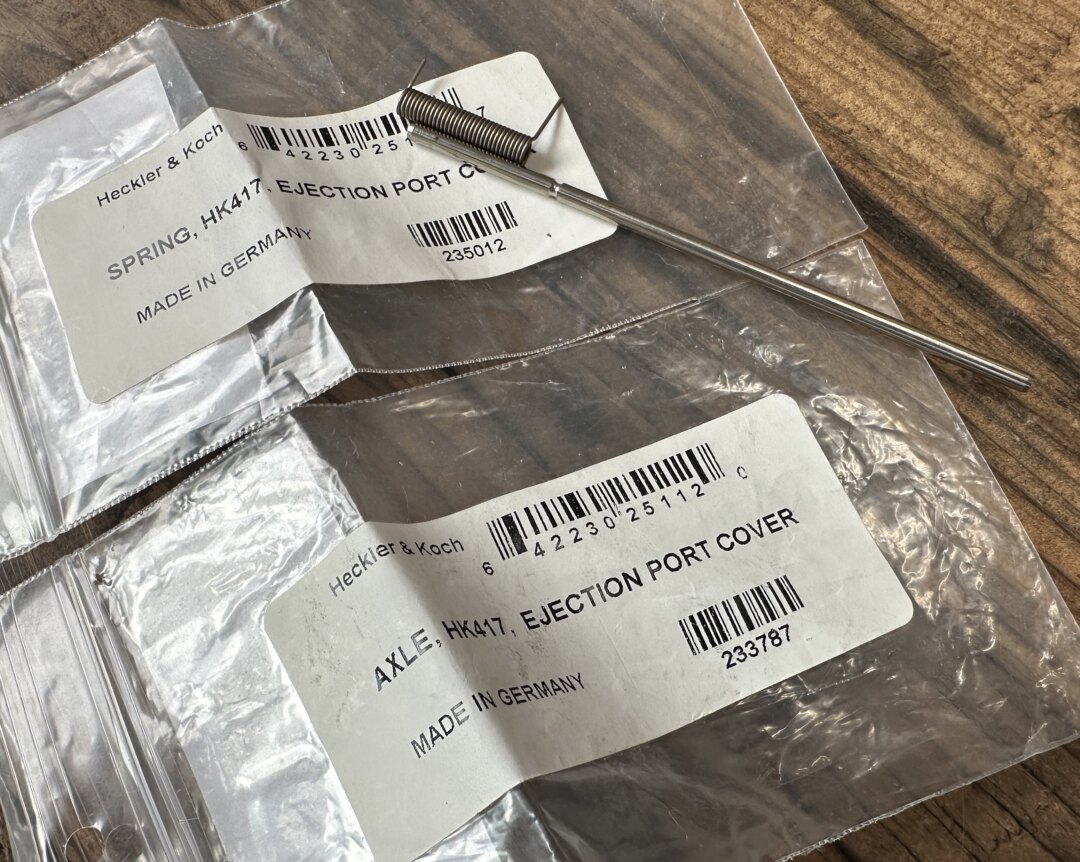 Heckler & Koch
6 42230 251 7
SPRING, HK417, EJECTION PORT
235012
MADE IN GERMANY
Heckler & Koch
6 42230 25112 0
AXLE, HK417, EJECTION PORT COVER
233787
MADE IN GERMANY